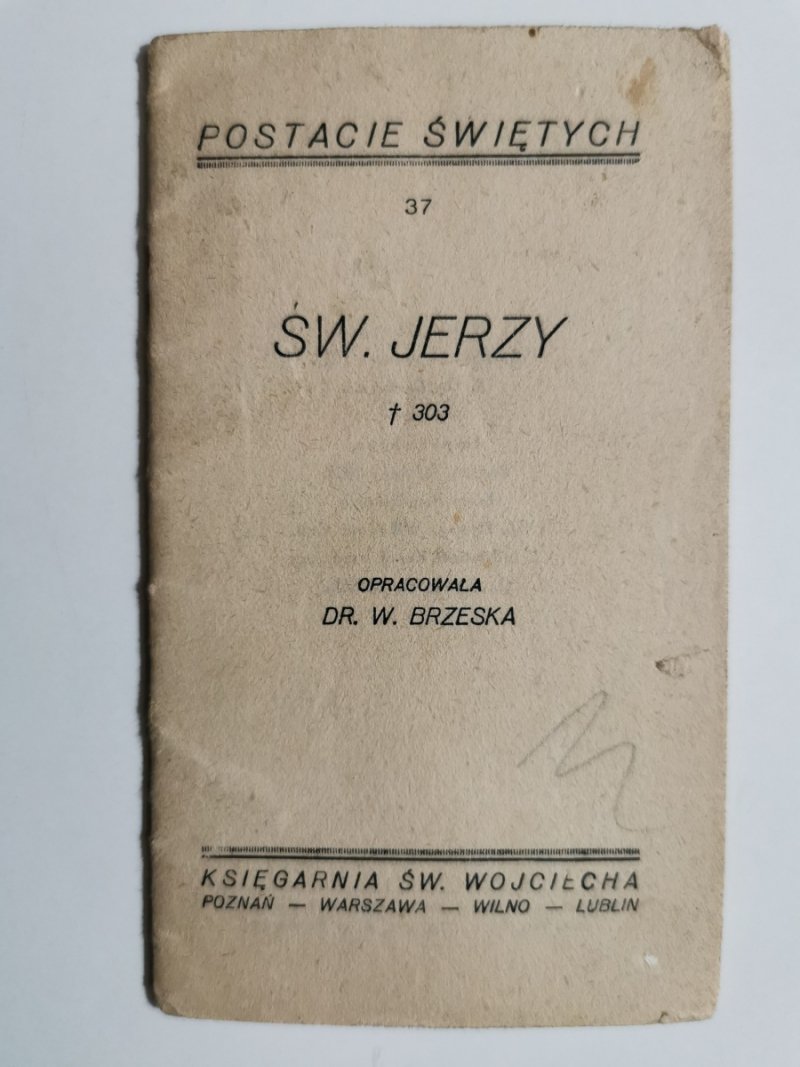 POSTACIE ŚWIĘTYCH
37
ŚW. JERZY
† 303
OPRACOWAŁA
DR. W. BRZESKA
KSIĘGARNIA ŚW. WOJCIECHA
POZNAŃ — WARSZAWA — WILNO — LUBLIN